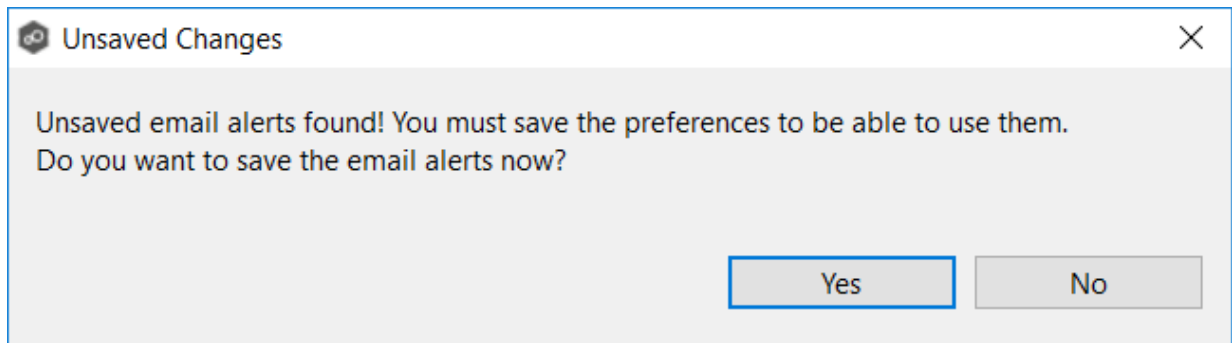 Unsaved Changes
Unsaved email alerts found! You must save the preferences to be able to use them.
Do you want to save the email alerts now?
Yes No